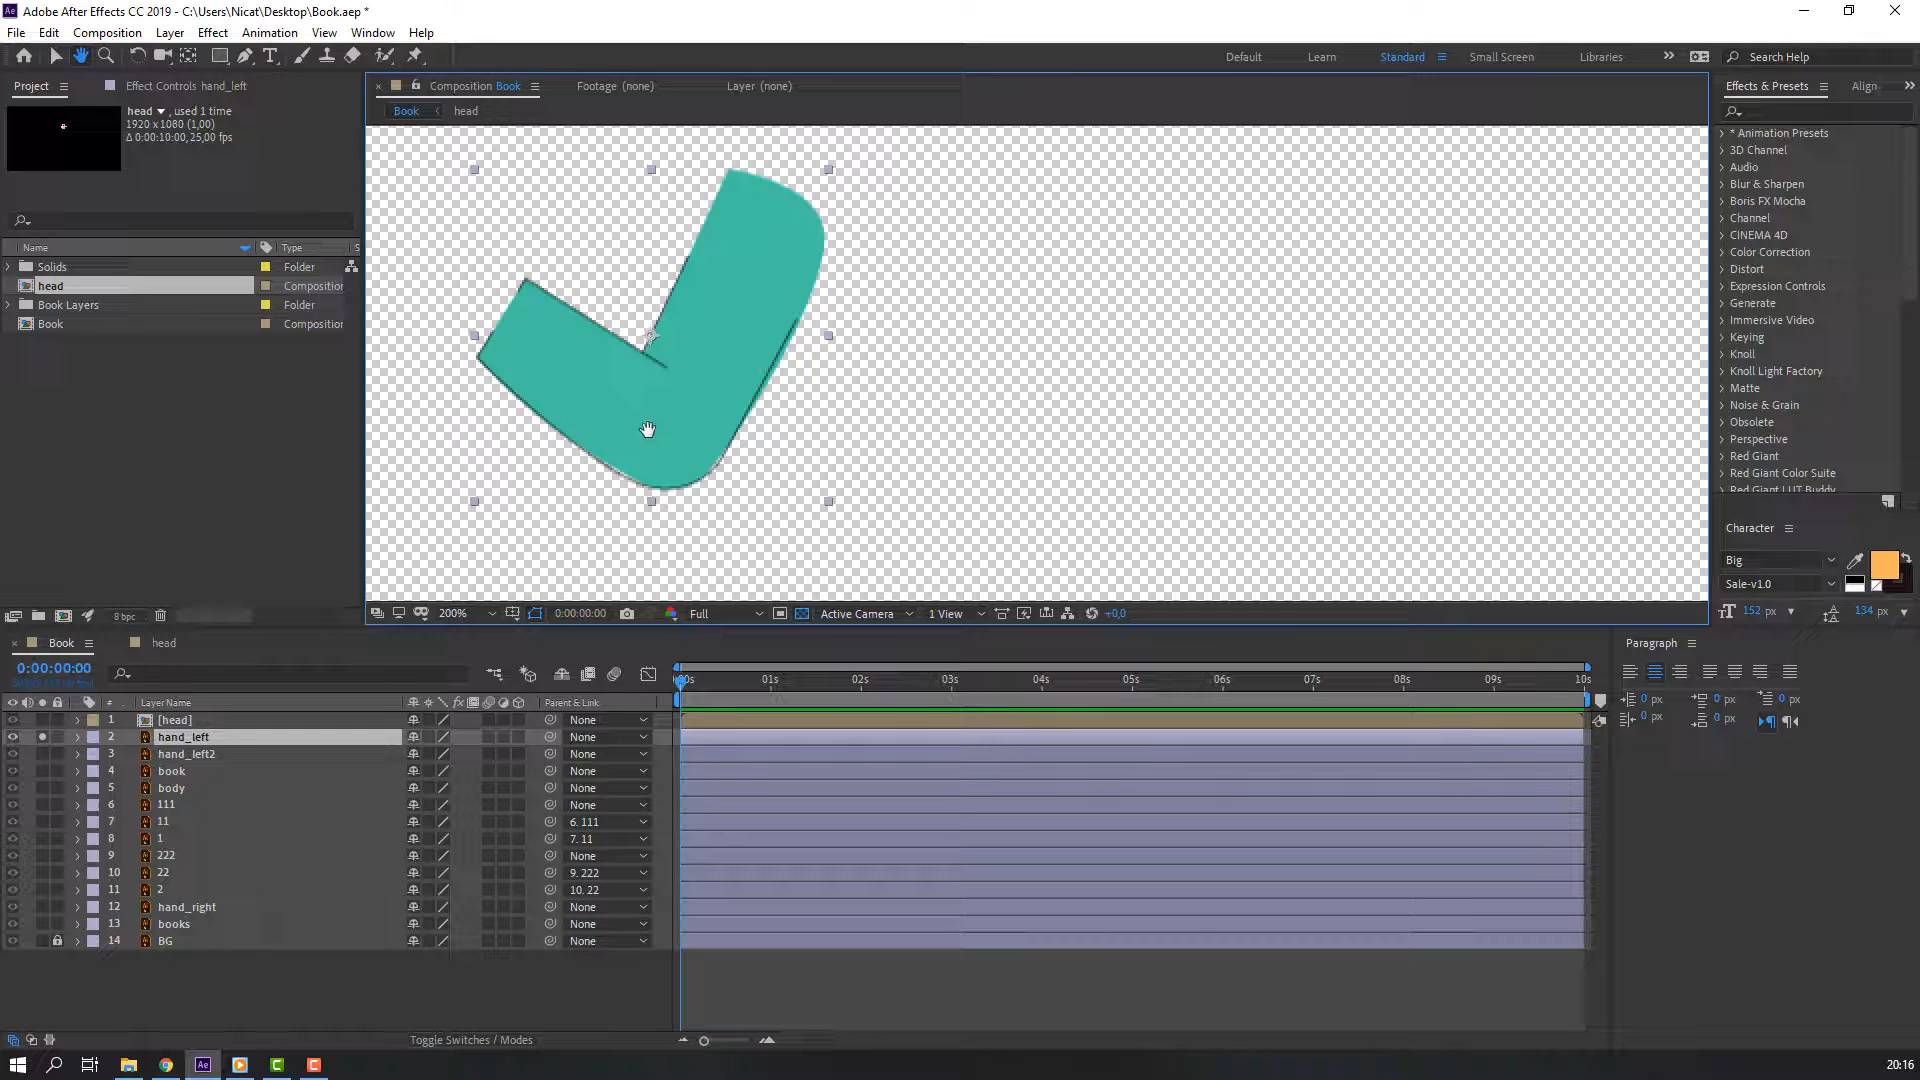 Adobe After Effects CC 2019 - C:\Users\Nicat\Desktop\Book.aep *
File Edit Composition Layer Effect Animation View Window Help
Default Learn Standard Small Screen Libraries Search Help
Project Effect Controls hand_left
Composition Book Footage (none) Layer (none)
Effects & Presets Align
head , used 1 time
1920 x 1080 (1,00)
Δ 0:00:10:00, 25,00 fps
Book head
Name Type S
Solids Folder
head Composition
Book Layers Folder
Book Composition
* Animation Presets
3D Channel
Audio
Blur & Sharpen
Boris FX Mocha
Channel
CINEMA 4D
Color Correction
Distort
Expression Controls
Generate
Immersive Video
Keying
Knoll
Knoll Light Factory
Matte
Noise & Grain
Obsolete
Perspective
Red Giant
Red Giant Color Suite
Red Giant LUT Buddy
Character
Big
Sale-v1.0
152 px 134 px
8 bpc
200% 0:00:00:00 Full Active Camera 1 View +0,0
Book head
Paragraph
0:00:00:00
01s 02s 03s 04s 05s 06s 07s 08s 09s 10s
# Layer Name fx Parent & Link
0 px 0 px 0 px
0 px 0 px
1 [head] None
2 hand_left None
3 hand_left2 None
4 book None
5 body None
6 111 None
7 11 6. 111
8 1 7. 11
9 222 None
10 22 9. 222
11 2 10. 22
12 hand_right None
13 books None
14 BG None
Toggle Switches / Modes
Ae
20:16